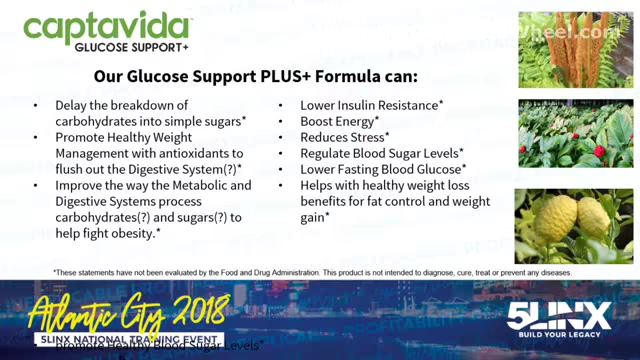 captavida
GLUCOSE SUPPORT+
Our Glucose Support PLUS+ Formula can:
• Delay the breakdown of
carbohydrates into simple sugars*
• Promote Healthy Weight
Management with antioxidants to
flush out the Digestive System(?)*
• Improve the way the Metabolic and
Digestive Systems process
carbohydrates(?) and sugars(?) to
help fight obesity.*
• Lower Insulin Resistance*
• Boost Energy*
• Reduces Stress*
• Regulate Blood Sugar Levels*
• Lower Fasting Blood Glucose*
• Helps with healthy weight loss
benefits for fat control and weight
gain*
*These statements have not been evaluated by the Food and Drug Administration. This product is not intended to diagnose, cure, treat or prevent any diseases.
Atlantic City 2018
5LINX NATIONAL TRAINING EVENT
• Promote Healthy Blood Sugar Levels*
5LINX
BUILD YOUR LEGACY